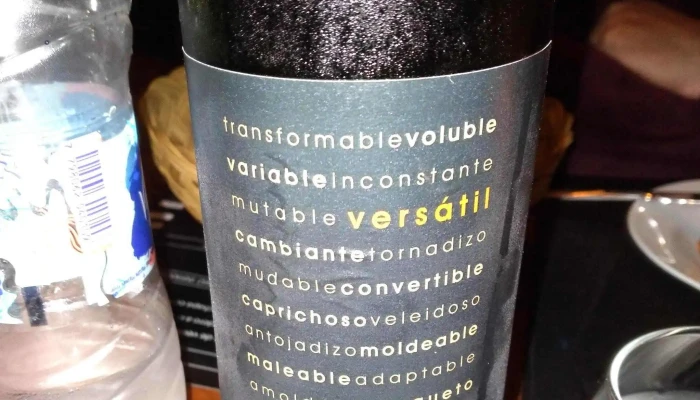 transformablevoluble
variableinconstante
mutable versátil
cambiantetornadizo
mudableconvertible
caprichosoveleidoso
antojadizomoldeable
maleableadaptable